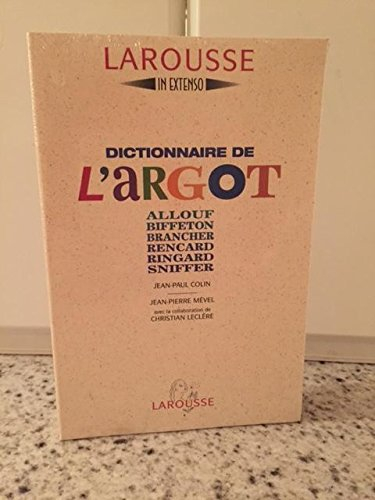 LAROUSSE
IN EXTENSO
DICTIONNAIRE DE
L'ARGOT
ALLOUF
BIFFETON
BRANCHER
RENCARD
RINGARD
SNIFFER
JEAN-PAUL COLIN
JEAN-PIERRE MÉVEL
avec la collaboration de
CHRISTIAN LECLÈRE
LAROUSSE